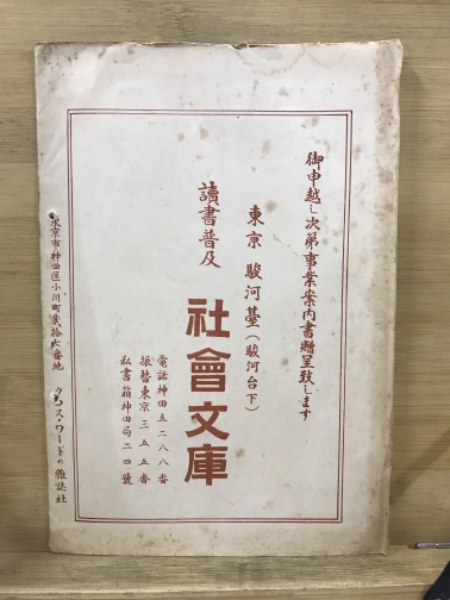 御申越し次第事業案内書贈呈致します
東京 駿河臺(駿河台下)
讀書普及 社會文庫
電話神田五二八八番
振替東京三五五番
私書箱神田局二四號
東京市神田區小川町貳拾七番地 クロスワードの雜誌社